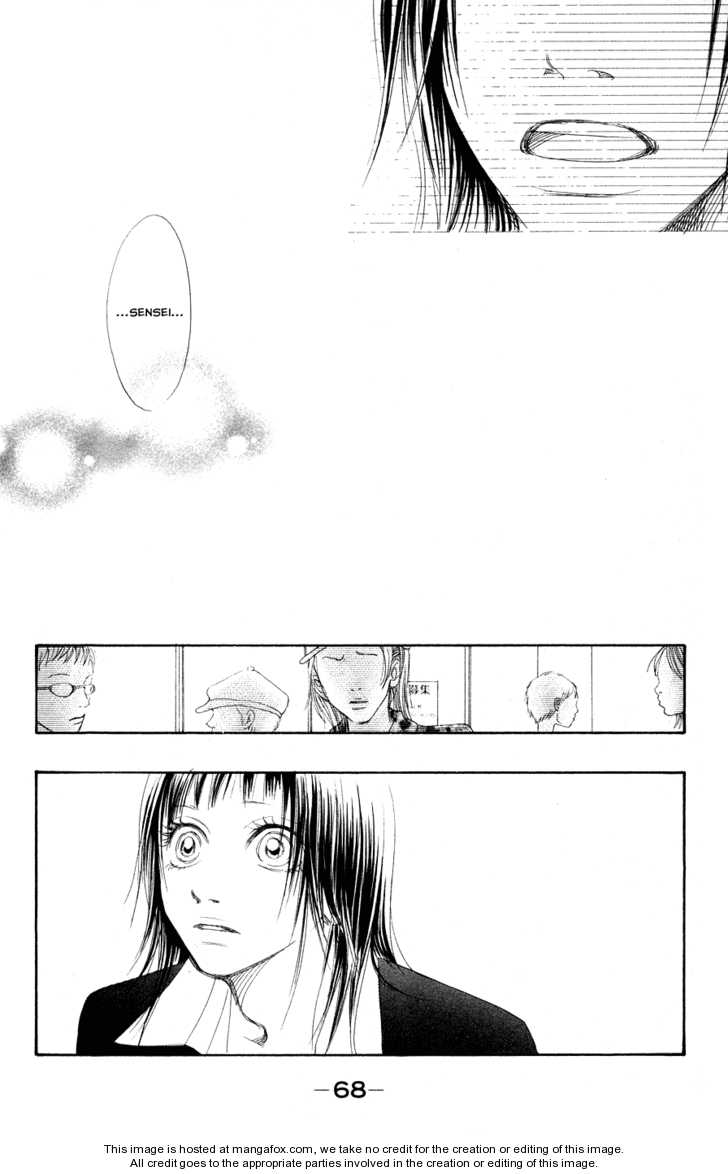 ...SENSEI...
募集
—68—
This image is hosted at mangafox.com, we take no credit for the creation or editing of this image.
All credit goes to the appropriate parties involved in the creation or editing of this image.